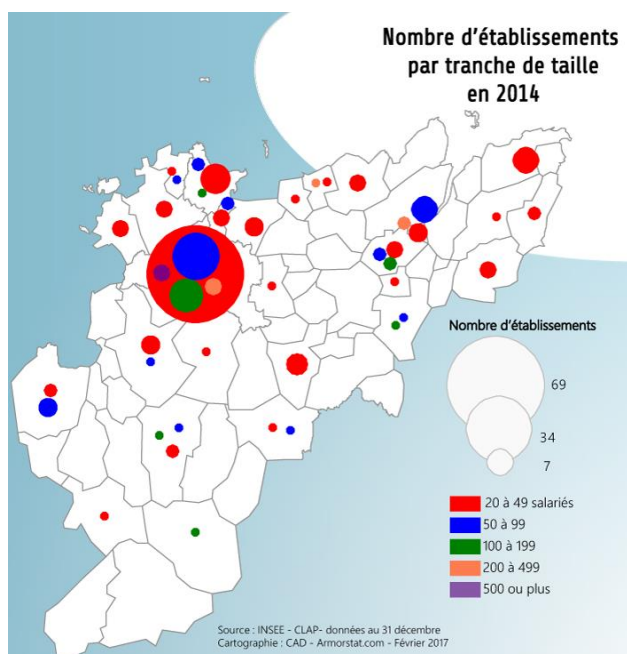 Nombre d'établissements
par tranche de taille
en 2014
Nombre d'établissements
69
34
7
20 à 49 salariés
50 à 99
100 à 199
200 à 499
500 ou plus
Source : INSEE - CLAP- données au 31 décembre
Cartographie : CAD - Armorstat.com - Février 2017